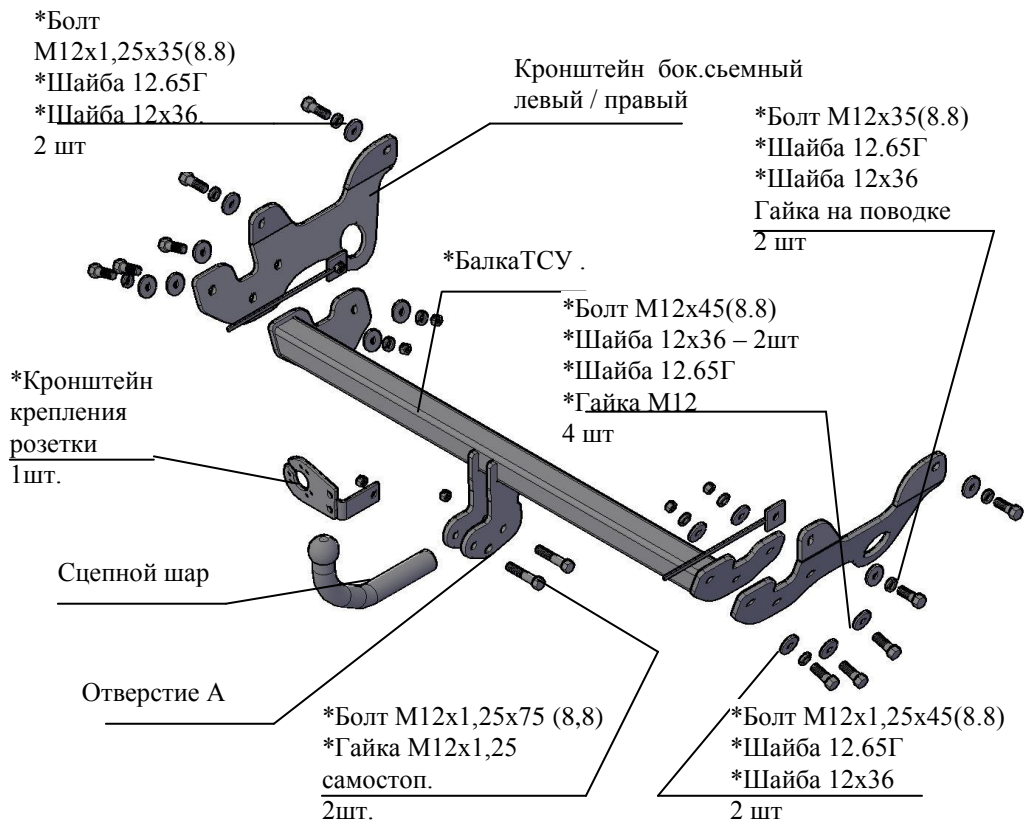 *Болт
М12х1,25х35(8.8)
*Шайба 12.65Г
*Шайба 12х36.
2 шт
Кронштейн бок.сьемный
левый / правый
*Болт М12х35(8.8)
*Шайба 12.65Г
*Шайба 12х36
Гайка на поводке
2 шт
*БалкаТСУ .
*Болт М12х45(8.8)
*Шайба 12х36 – 2шт
*Шайба 12.65Г
*Гайка М12
4 шт
*Кронштейн
крепления
розетки
1шт.
Сцепной шар
Отверстие А
*Болт М12х1,25х75 (8,8)
*Гайка М12х1,25
самостоп.
2шт.
*Болт М12х1,25х45(8.8)
*Шайба 12.65Г
*Шайба 12х36
2 шт